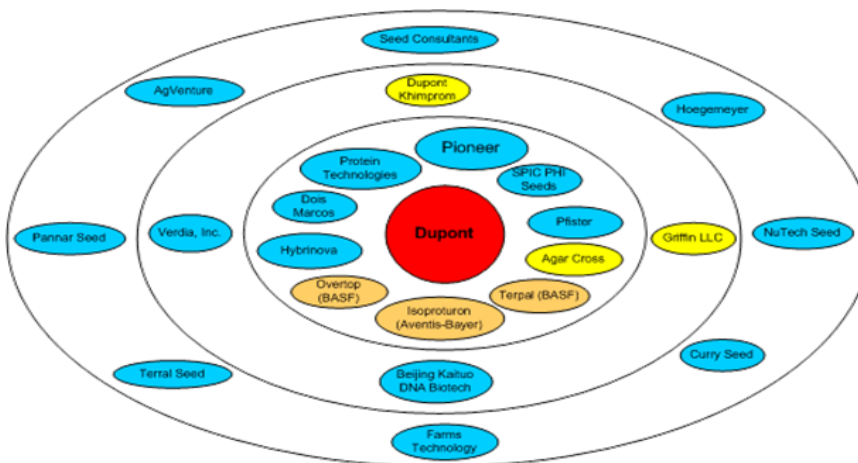 Seed Consultants
AgVenture
Dupont
Khimprom
Hoegemeyer
Pioneer
Protein
Technologies
SPIC PHI
Seeds
Dois
Marcos
Pfister
Dupont
Pannar Seed
Verdia, Inc.
Griffin LLC
NuTech Seed
Hybrinova
Agar Cross
Overtop
(BASF)
Terpal (BASF)
Isoproturon
(Aventis-Bayer)
Curry Seed
Terral Seed
Beijing Kaituo
DNA Biotech
Farms
Technology